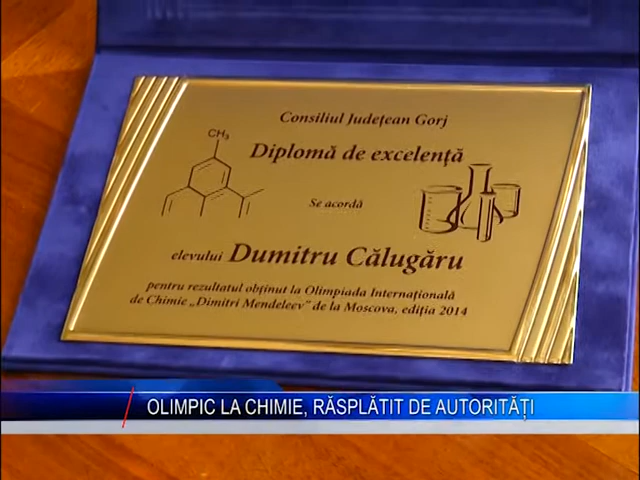 Consiliul Județean Gorj
CH3
Diplomă de excelență
Se acordă
elevului Dumitru Călugăru
pentru rezultatul obținut la Olimpiada Internațională
de Chimie „Dimitri Mendeleev” de la Moscova, ediția 2014
OLIMPIC LA CHIMIE, RĂSPLĂTIT DE AUTORITĂȚI